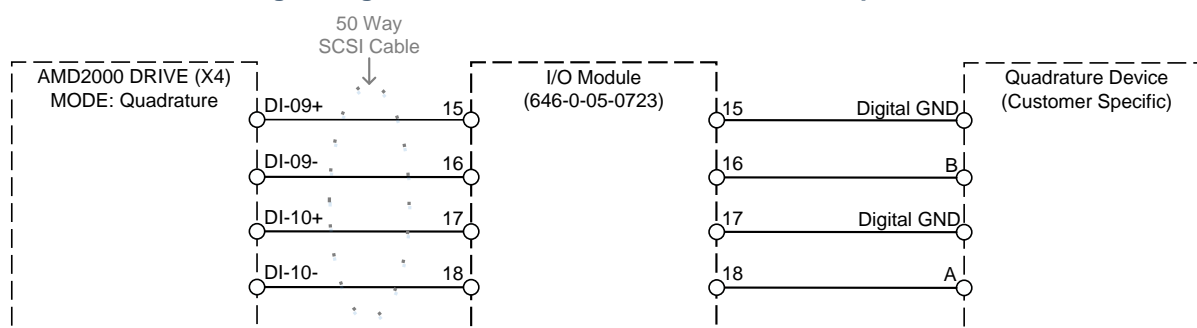 50 Way
SCSI Cable
AMD2000 DRIVE (X4)
MODE: Quadrature
I/O Module
(646-0-05-0723)
Quadrature Device
(Customer Specific)
DI-09+ 15 15 Digital GND
DI-09- 16 16 B
DI-10+ 17 17 Digital GND
DI-10- 18 18 A